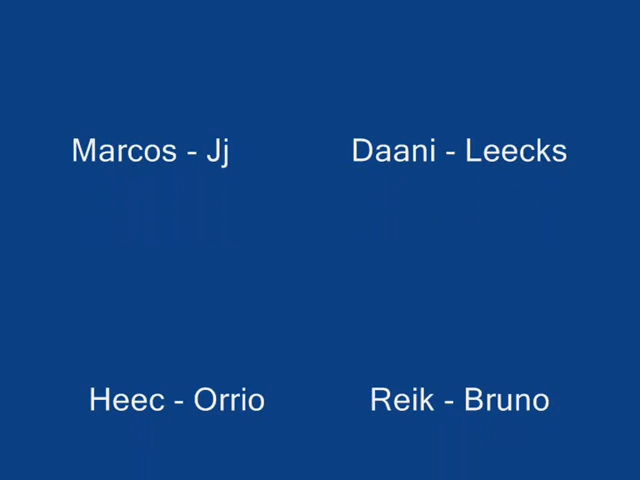 Marcos - Jj
Daani - Leecks
Heec - Orrio
Reik - Bruno